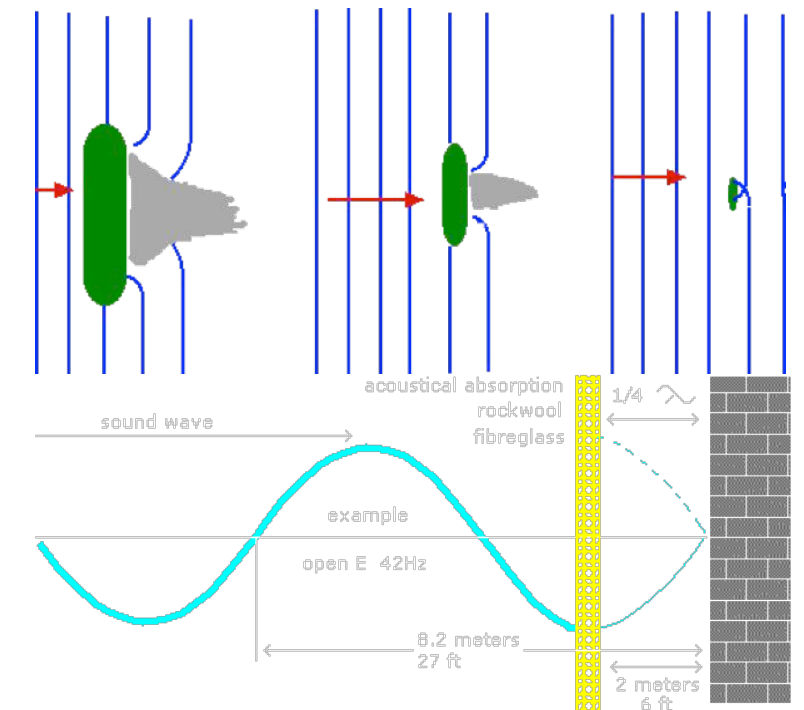 acoustical absorption
rockwool
fibreglass
1/4
sound wave
example
open E 42Hz
8.2 meters
27 ft
2 meters
6 ft